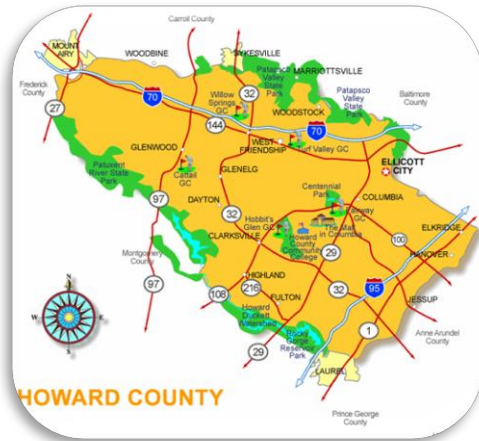 Carroll County
MOUNT
AIRY
WOODBINE
SYKESVILLE
Patapsco
Valley
State
Park
MARRIOTTSVILLE
Frederick
County
70
Willow
Springs
GC
32
Patapsco
Valley
State Park
Baltimore
County
27
WOODSTOCK
144
70
WEST
FRIENDSHIP
Turf Valley GC
GLENWOOD
ELLICOTT
CITY
Patuxent
River State
Park
Cattail
GC
GLENELG
Centennial
Park
97
DAYTON
COLUMBIA
Fairway
GC
32
Hobbit's
Glen GC
The Mall
in Columbia
ELKRIDGE
CLARKSVILLE
Howard
County
Community
College
100
Montgomery
County
29
HANOVER
97
HIGHLAND
108
216
32
95
FULTON
JESSUP
Howard
Duckett
Watershed
Rocky
Gorge
Reservoir
Park
1
Anne Arundel
County
N
W
E
S
29
LAUREL
HOWARD COUNTY
Prince George
County